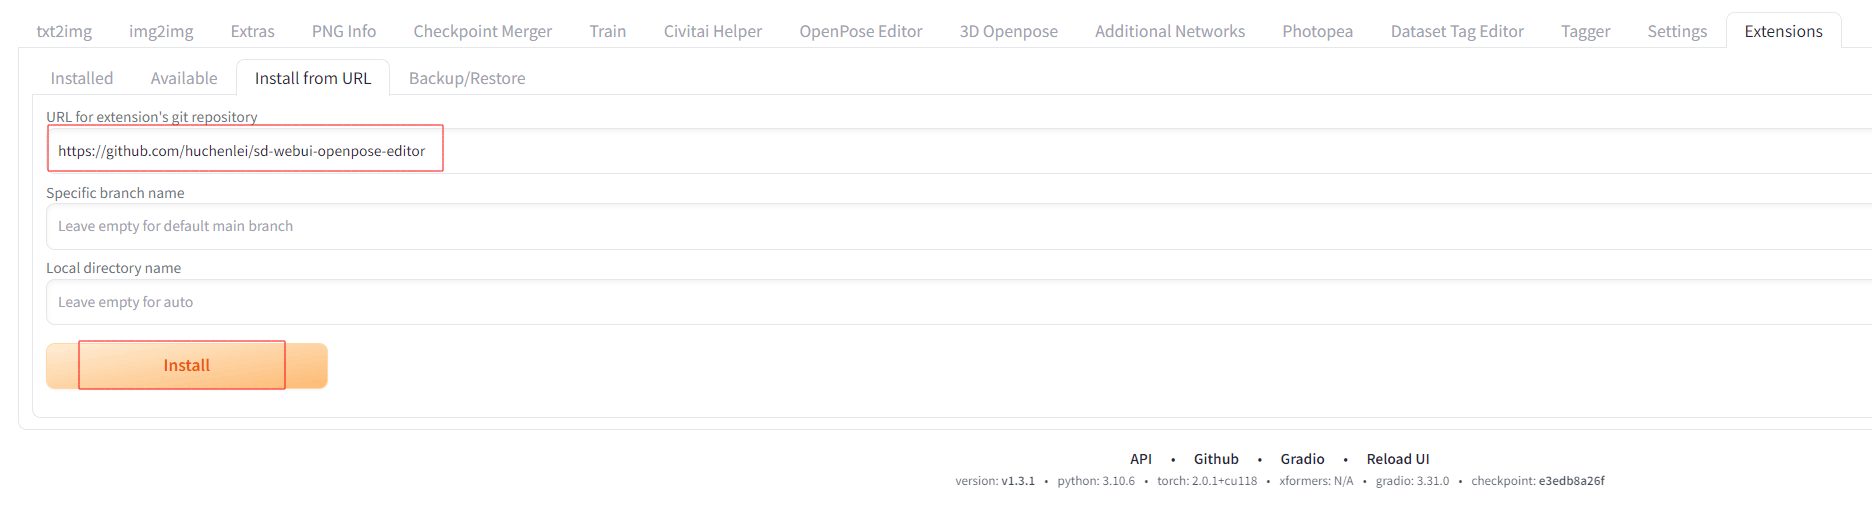 txt2img img2img Extras PNG Info Checkpoint Merger Train Civitai Helper OpenPose Editor 3D Openpose Additional Networks Photopea Dataset Tag Editor Tagger Settings Extensions
Installed Available Install from URL Backup/Restore
URL for extension's git repository
https://github.com/huchenlei/sd-webui-openpose-editor
Specific branch name
Leave empty for default main branch
Local directory name
Leave empty for auto
Install
API • Github • Gradio • Reload UI
version: v1.3.1 • python: 3.10.6 • torch: 2.0.1+cu118 • xformers: N/A • gradio: 3.31.0 • checkpoint: e3edb8a26f